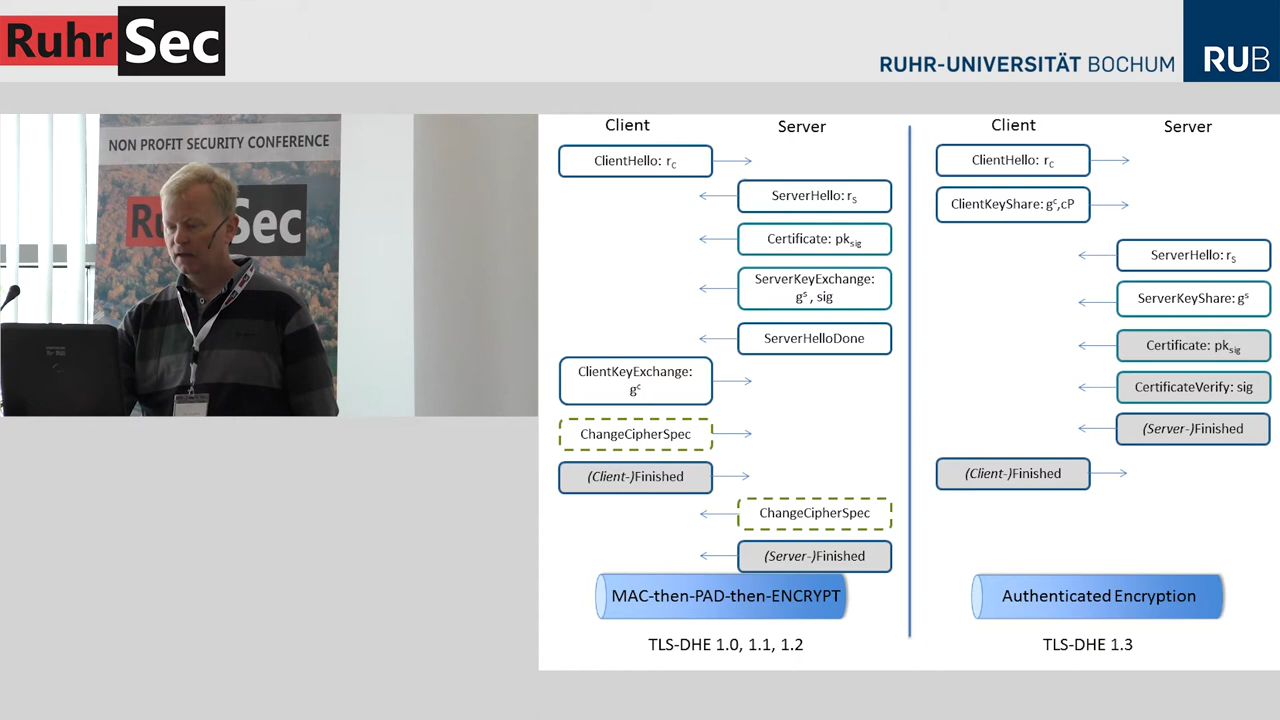 RuhrSec
RUHR-UNIVERSITÄT BOCHUM
RUB
NON PROFIT SECURITY CONFERENCE
Ru Sec
Client
Server
ClientHello: rC
ServerHello: rS
Certificate: pksig
ServerKeyExchange:
gs , sig
ServerHelloDone
ClientKeyExchange:
gc
ChangeCipherSpec
(Client-)Finished
ChangeCipherSpec
(Server-)Finished
MAC-then-PAD-then-ENCRYPT
TLS-DHE 1.0, 1.1, 1.2
Client
Server
ClientHello: rC
ClientKeyShare: gc,cP
ServerHello: rS
ServerKeyShare: gs
Certificate: pksig
CertificateVerify: sig
(Server-)Finished
(Client-)Finished
Authenticated Encryption
TLS-DHE 1.3